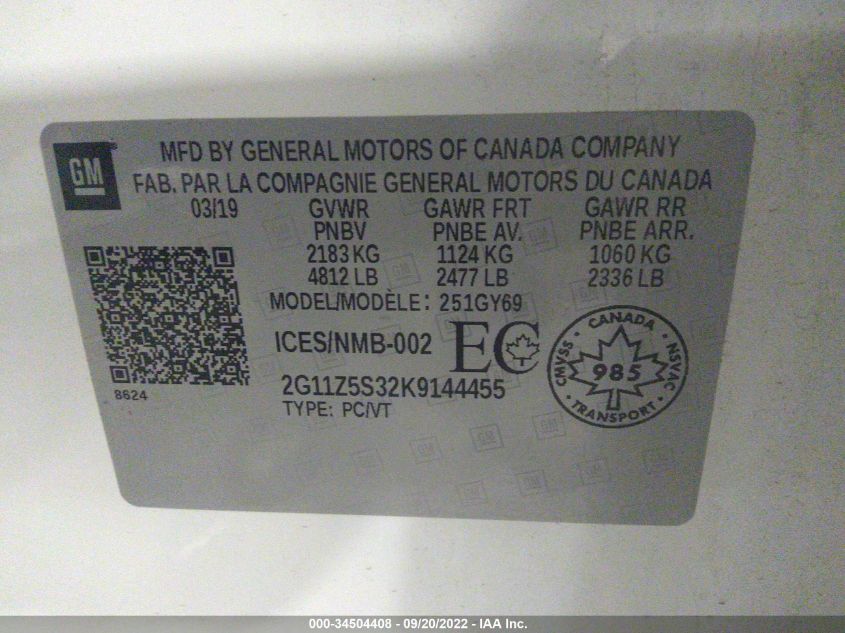 GM
MFD BY GENERAL MOTORS OF CANADA COMPANY
FAB. PAR LA COMPAGNIE GENERAL MOTORS DU CANADA
03/19 GVWR GAWR FRT GAWR RR
PNBV PNBE AV. PNBE ARR.
2183 KG 1124 KG 1060 KG
4812 LB 2477 LB 2336 LB
MODEL/MODÈLE: 251GY69
ICES/NMB-002 EC
2G11Z5S32K9144455
TYPE: PC/VT
8624
CANADA
CMVSS 985 NSVAC
TRANSPORT
000-34504408 - 09/20/2022 - IAA Inc.